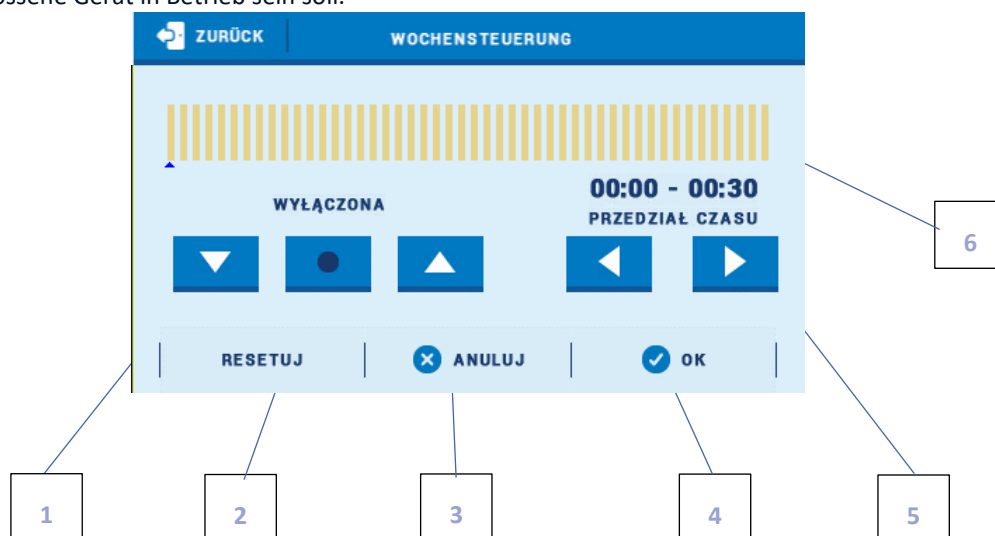 ossene Gerät in Betrieb sein soll.
ZURÜCK WOCHENSTEUERUNG
00:00 - 00:30
WYŁĄCZONA PRZEDZIAŁ CZASU
6
RESETUJ ANULUJ OK
1 2 3 4 5